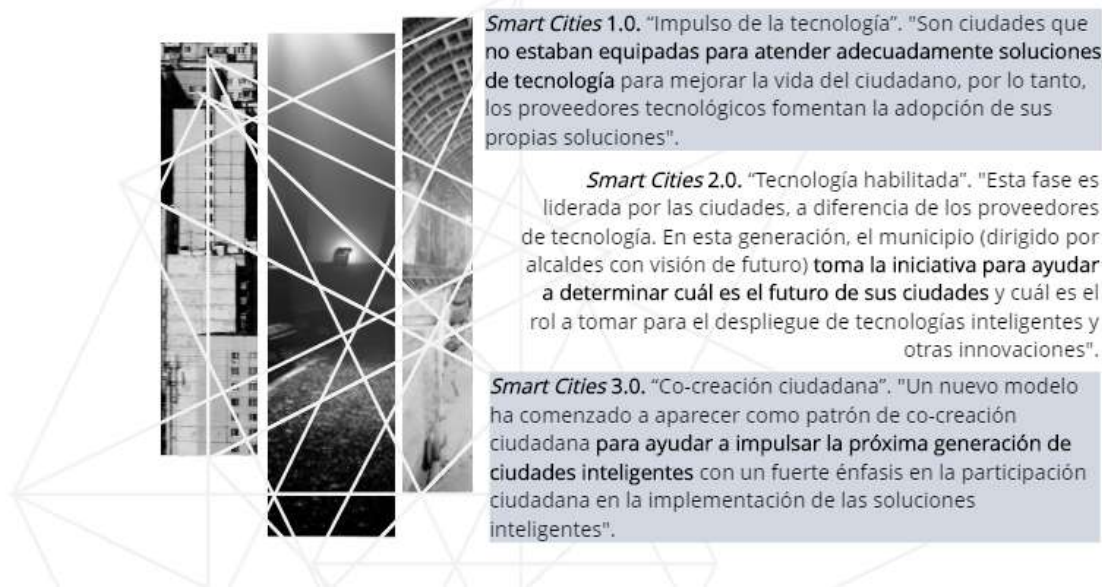 Smart Cities 1.0. “Impulso de la tecnología”. "Son ciudades que
no estaban equipadas para atender adecuadamente soluciones
de tecnología para mejorar la vida del ciudadano, por lo tanto,
los proveedores tecnológicos fomentan la adopción de sus
propias soluciones".
Smart Cities 2.0. “Tecnología habilitada”. "Esta fase es
liderada por las ciudades, a diferencia de los proveedores
de tecnología. En esta generación, el municipio (dirigido por
alcaldes con visión de futuro) toma la iniciativa para ayudar
a determinar cuál es el futuro de sus ciudades y cuál es el
rol a tomar para el despliegue de tecnologías inteligentes y
otras innovaciones".
Smart Cities 3.0. “Co-creación ciudadana”. "Un nuevo modelo
ha comenzado a aparecer como patrón de co-creación
ciudadana para ayudar a impulsar la próxima generación de
ciudades inteligentes con un fuerte énfasis en la participación
ciudadana en la implementación de las soluciones
inteligentes".